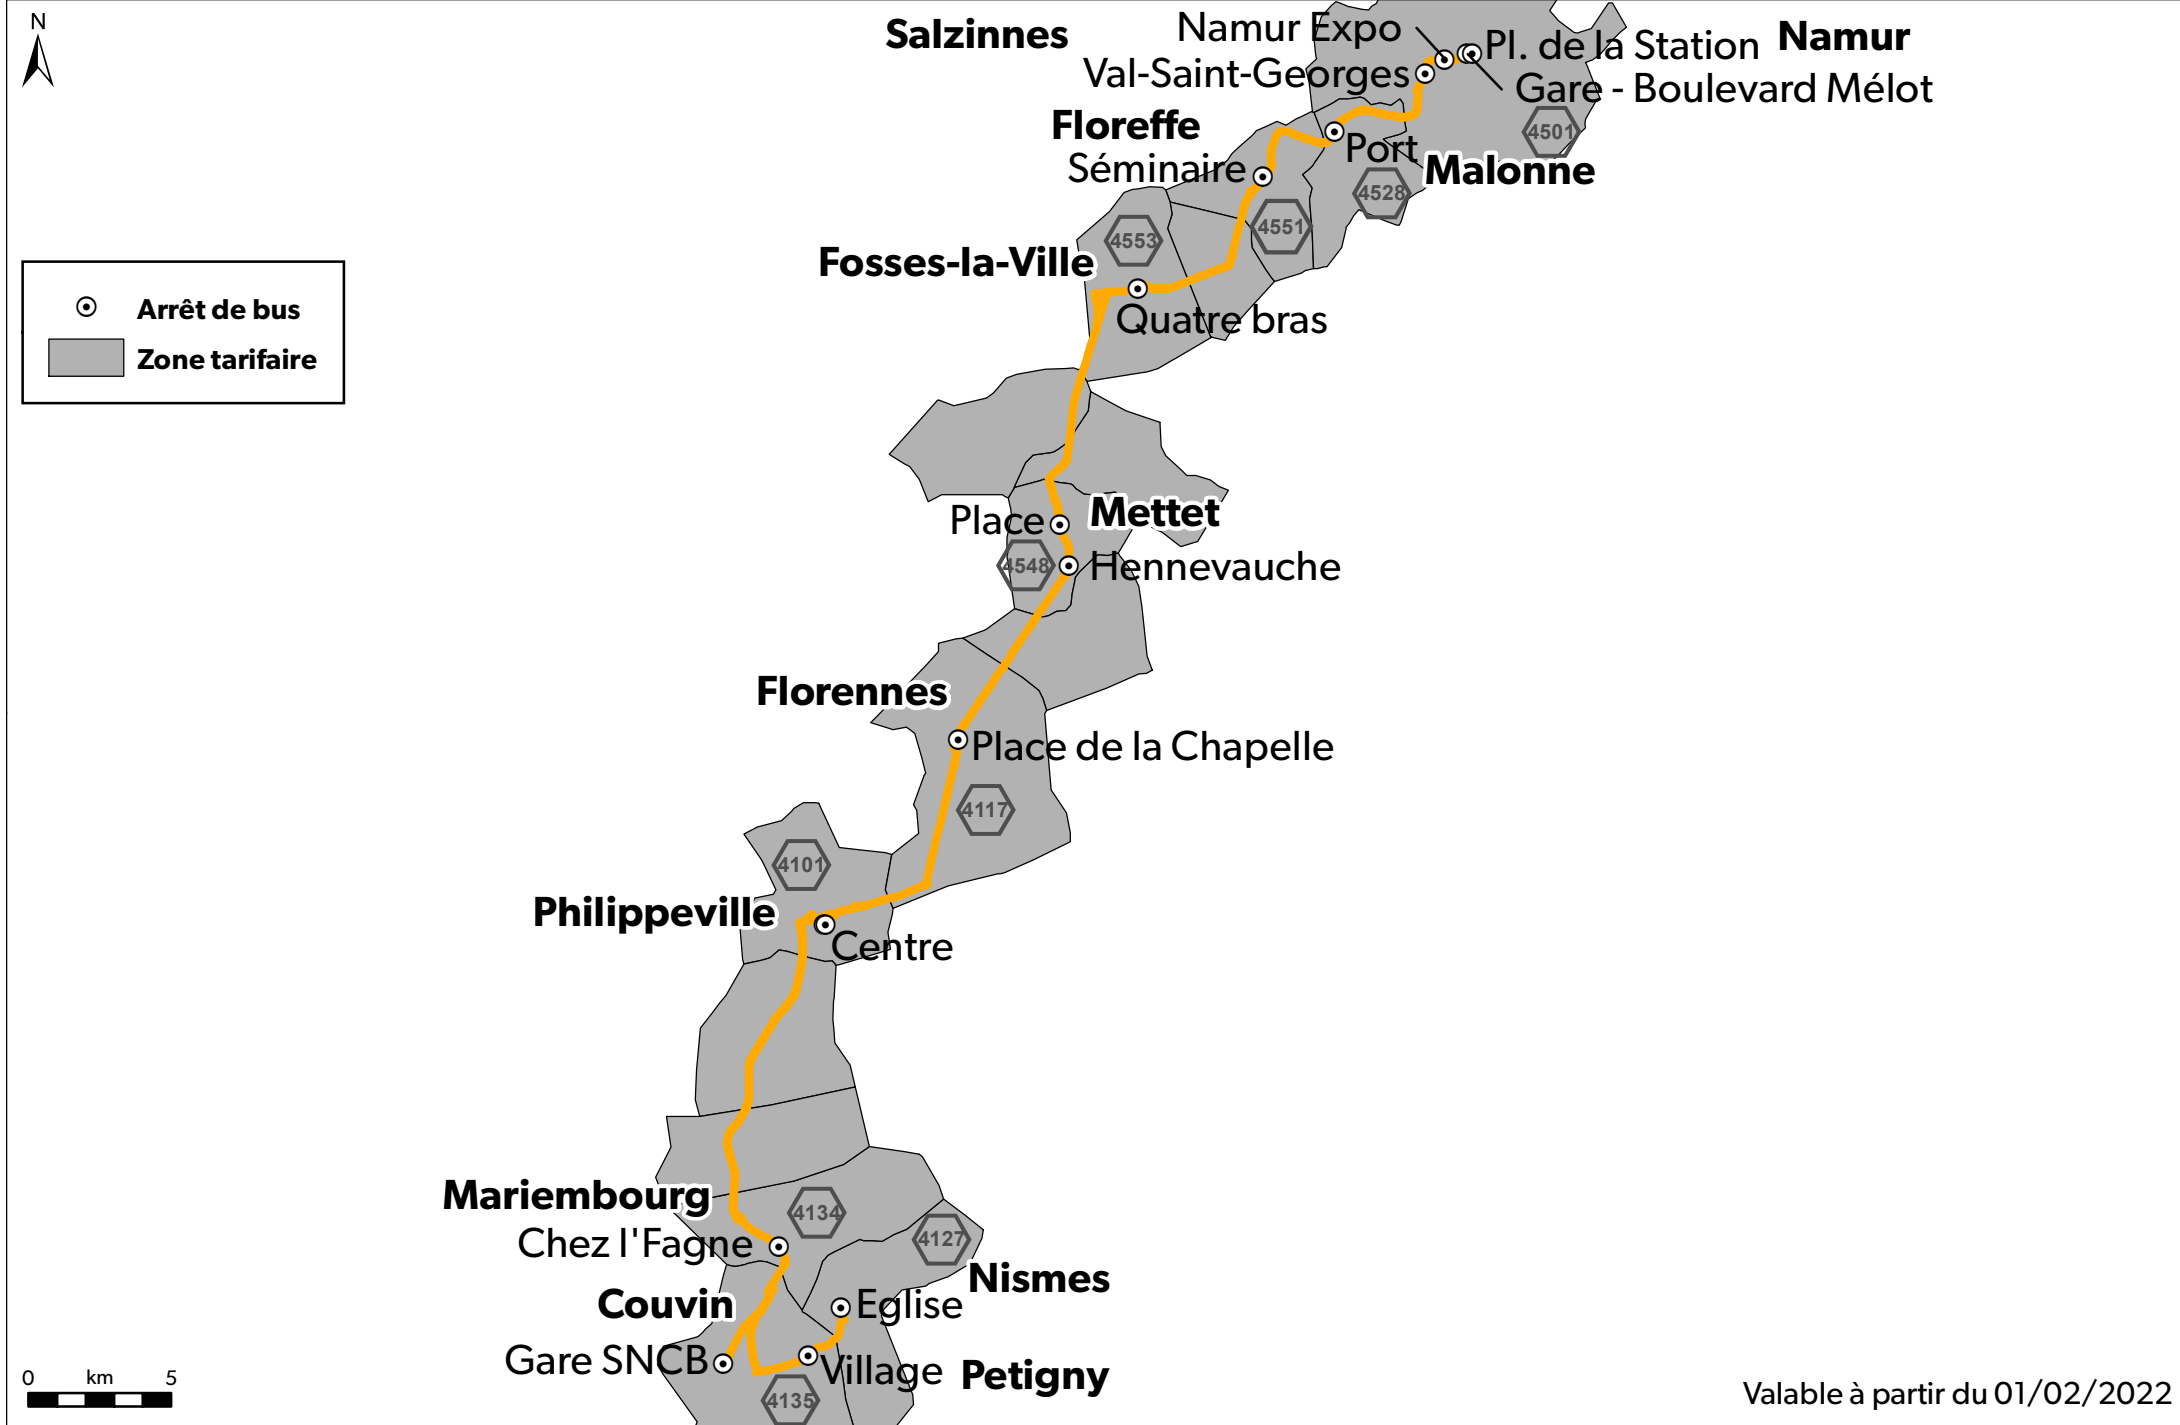 N
Salzinnes
Namur Expo
Pl. de la Station
Namur
Val-Saint-Georges
Gare - Boulevard Mélot
Floreffe
4501
Port
Séminaire
Malonne
4528
4551
4553
Fosses-la-Ville
Quatre bras
Arrêt de bus
Zone tarifaire
Mettet
Place
4548
Hennevauche
Florennes
Place de la Chapelle
4117
4101
Philippeville
Centre
Mariembourg
4134
Chez l'Fagne
4127
Nismes
Couvin
Eglise
Gare SNCB
Village
Petigny
4135
0 km 5
Valable à partir du 01/02/2022